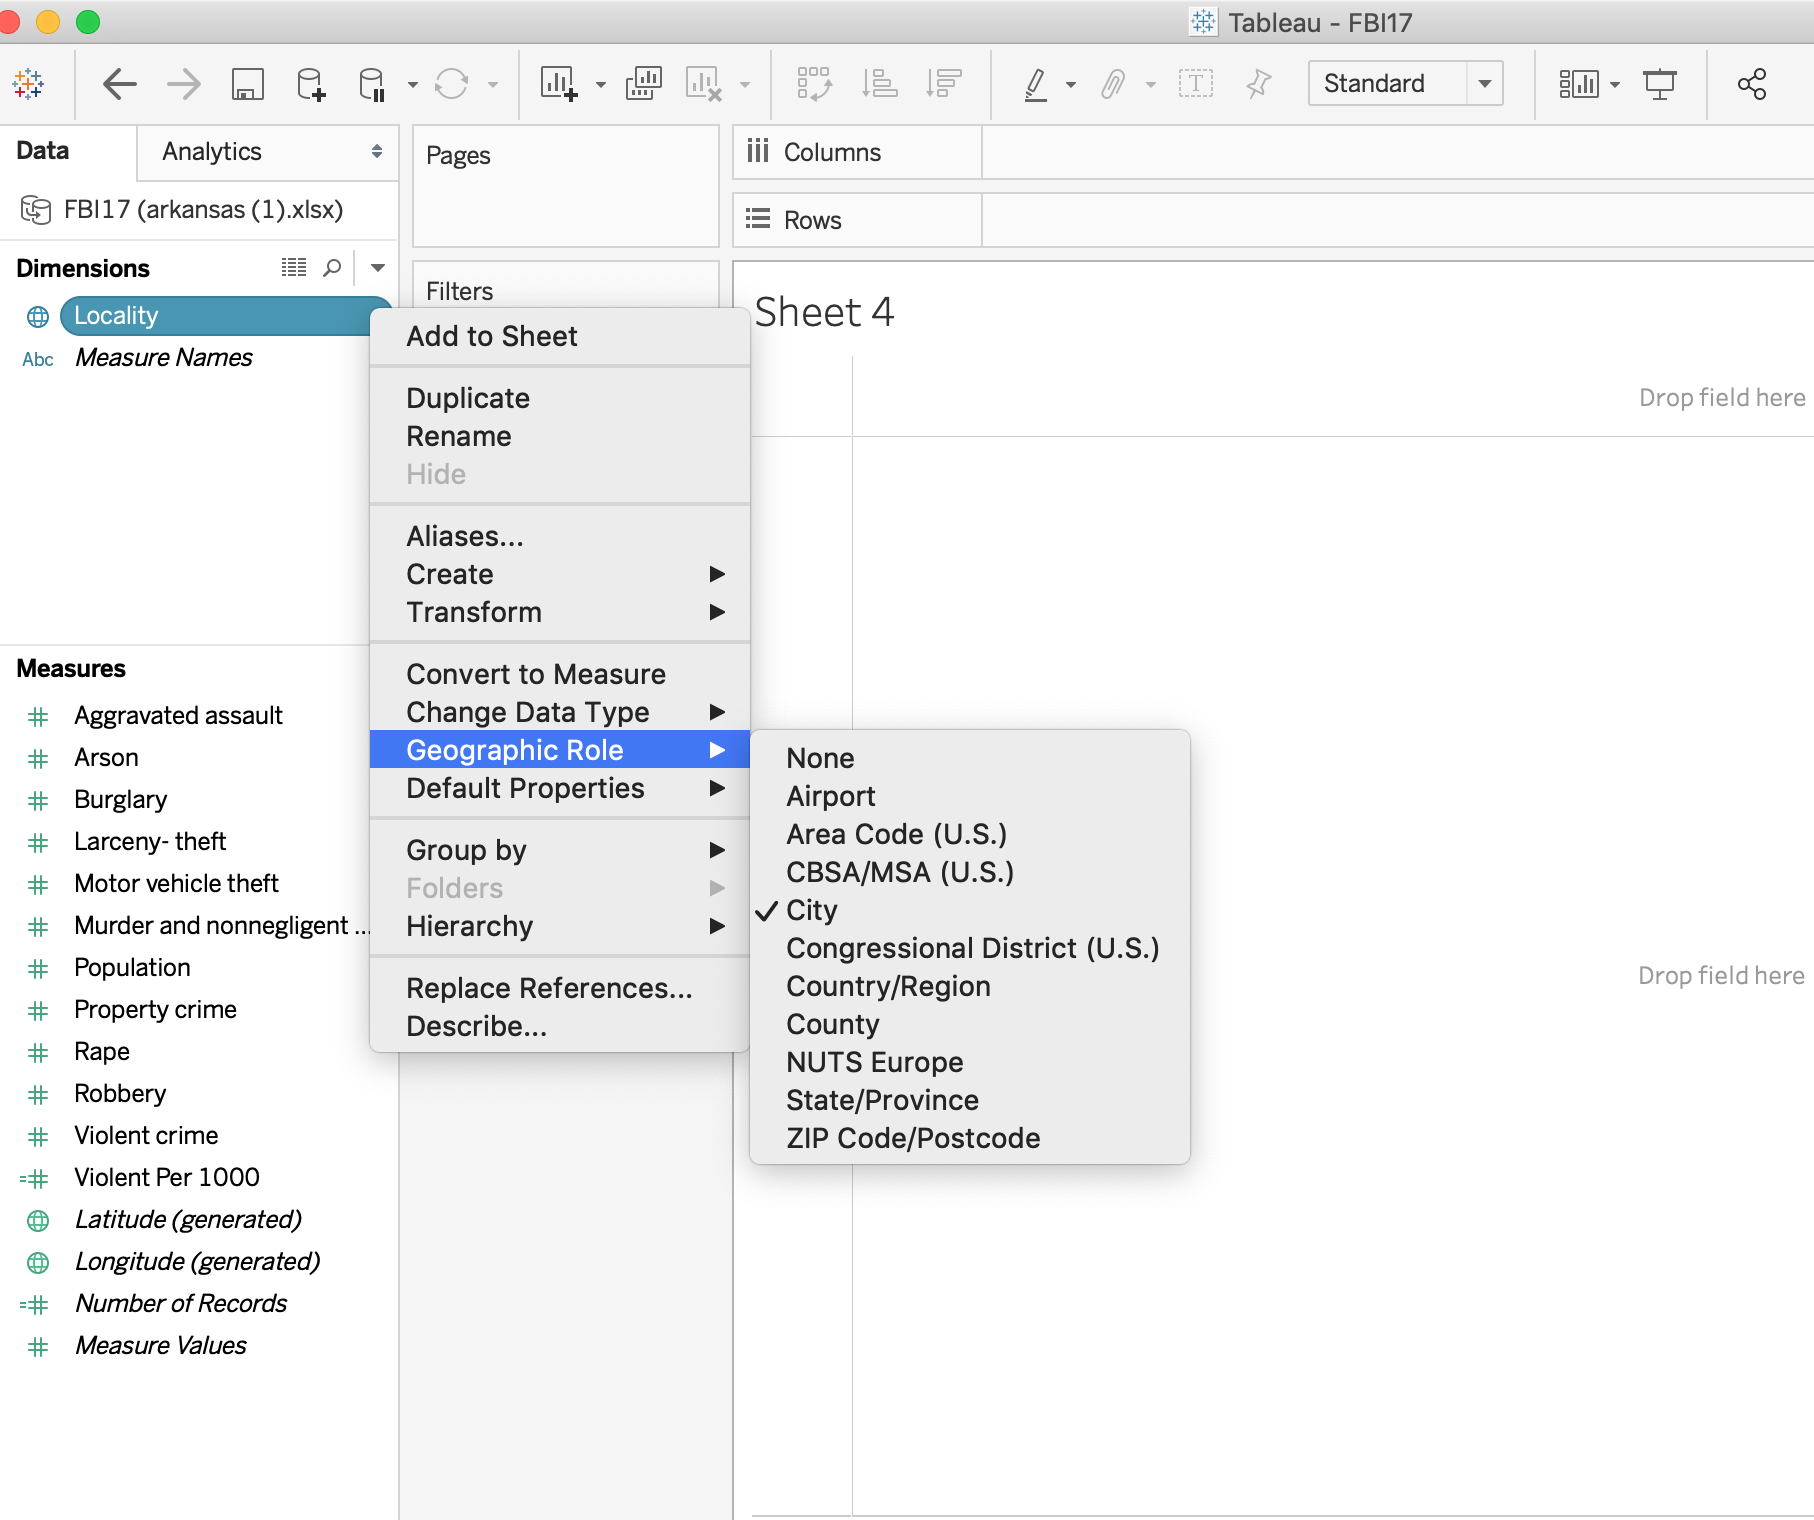 Tableau - FBI17
Standard
Data
Analytics
Pages
Columns
FBI17 (arkansas (1).xlsx)
Rows
Dimensions
Filters
Locality
Sheet 4
Abc Measure Names
Add to Sheet
Duplicate
Rename
Hide
Aliases...
Create
Transform
Convert to Measure
Change Data Type
Geographic Role
Default Properties
Group by
Folders
Hierarchy
Replace References...
Describe...
None
Airport
Area Code (U.S.)
CBSA/MSA (U.S.)
City
Congressional District (U.S.)
Country/Region
County
NUTS Europe
State/Province
ZIP Code/Postcode
Drop field here
Drop field here
Measures
Aggravated assault
Arson
Burglary
Larceny- theft
Motor vehicle theft
Murder and nonnegligent ...
Population
Property crime
Rape
Robbery
Violent crime
Violent Per 1000
Latitude (generated)
Longitude (generated)
Number of Records
Measure Values